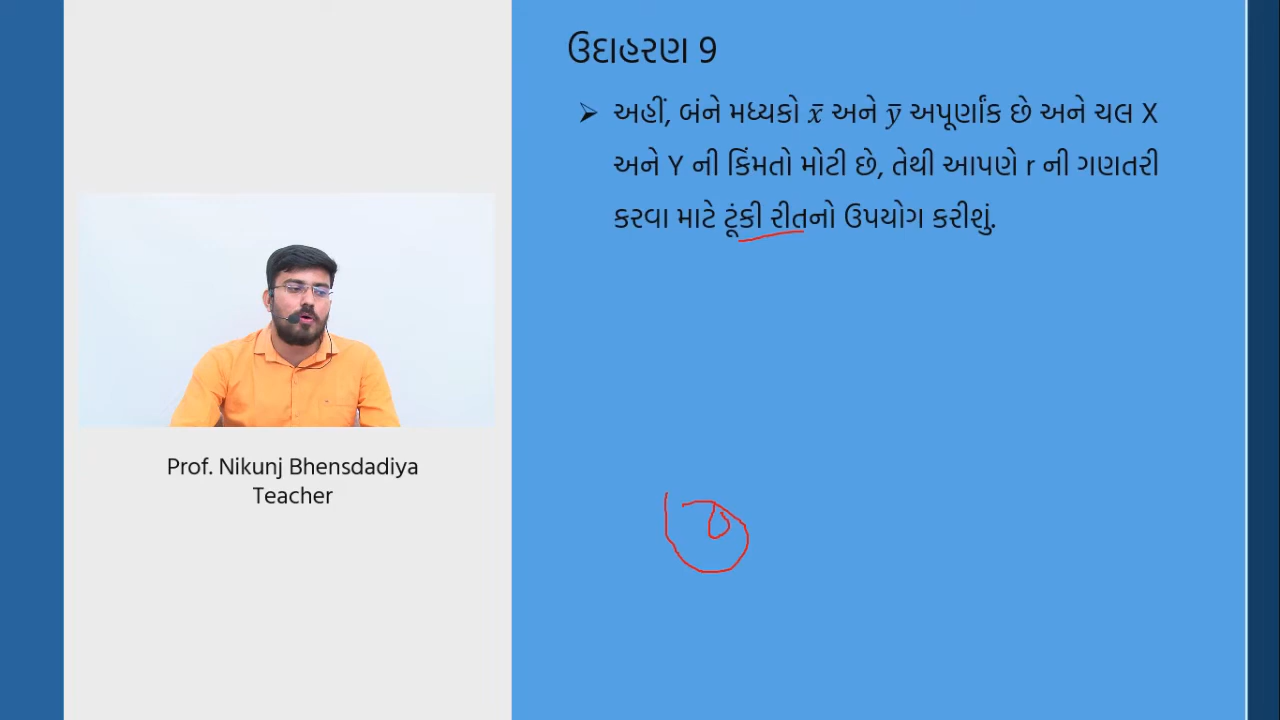 ઉદાહરણ 9
➢ અહીં, બંને મધ્યકો x̄ અને ȳ અપૂર્ણાંક છે અને ચલ X
અને Y ની કિંમતો મોટી છે, તેથી આપણે r ની ગણતરી
કરવા માટે ટૂંકી રીતનો ઉપયોગ કરીશું.
Prof. Nikunj Bhensdadiya
Teacher